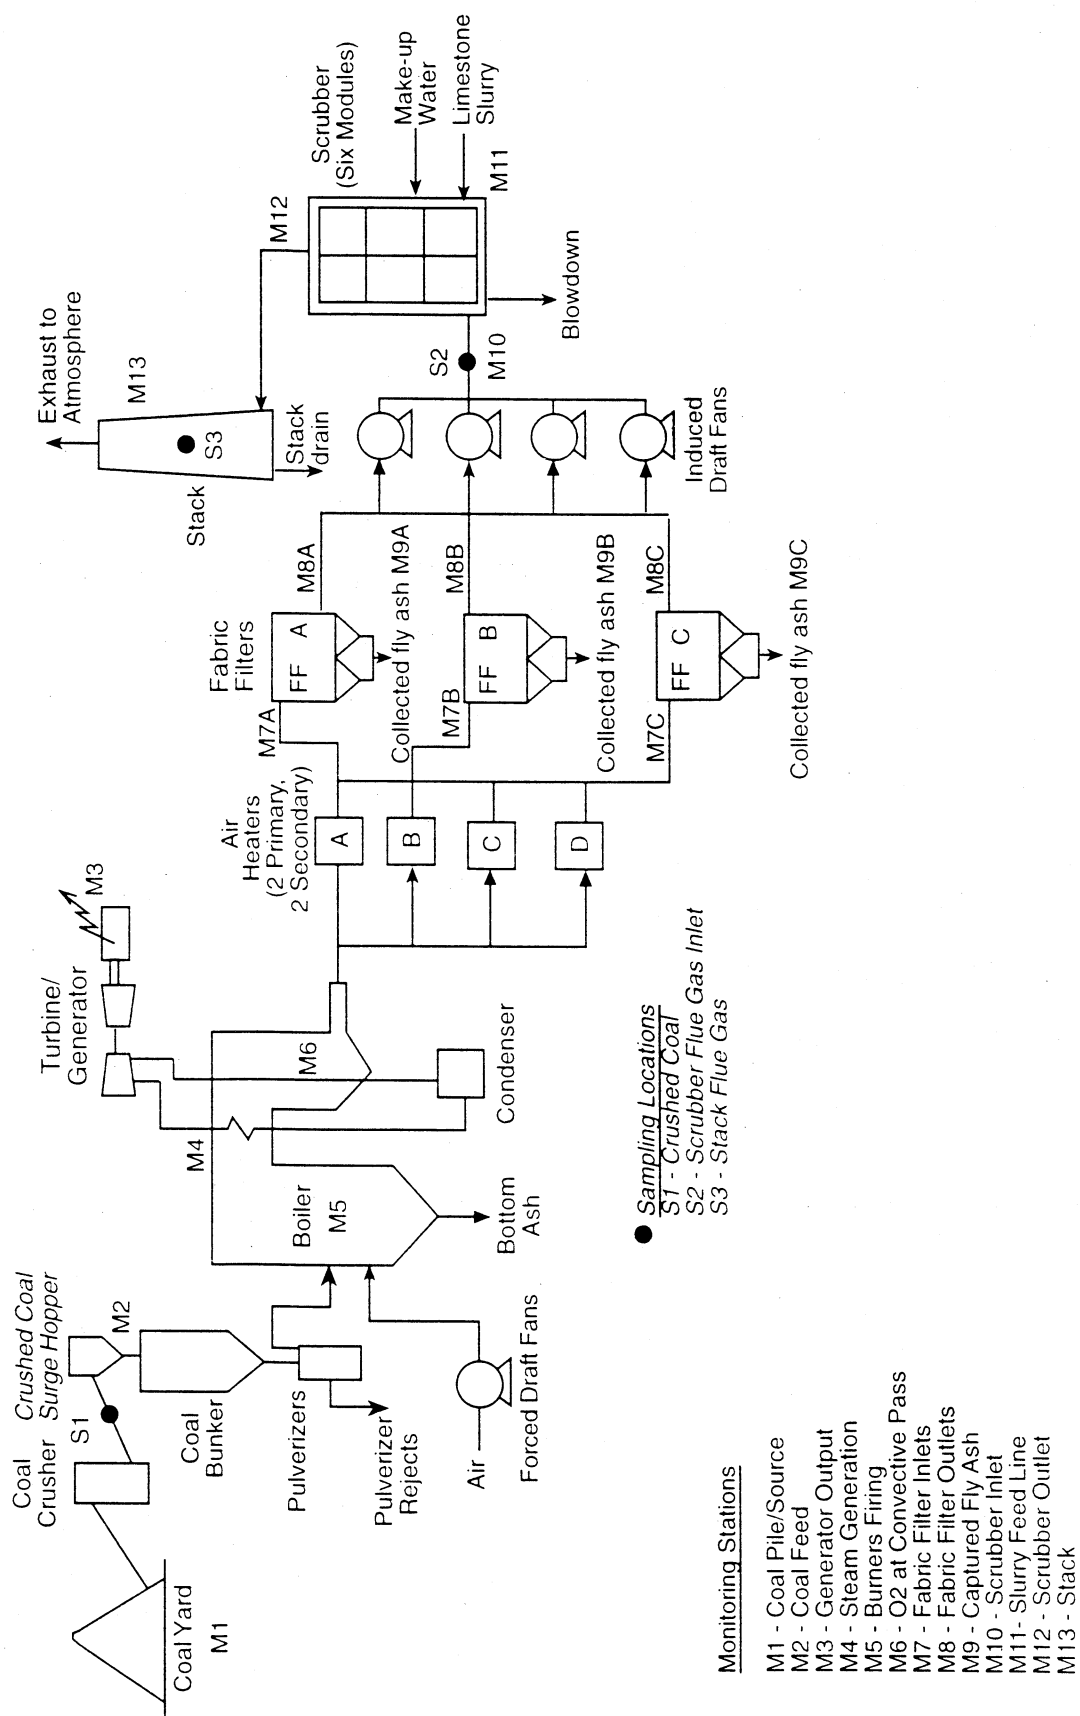 Coal Yard
M1
Coal
Crusher
S1
Crushed Coal
Surge Hopper
M2
Coal
Bunker
Pulverizers
Pulverizer
Rejects
Air
Forced Draft Fans
Boiler
M5
Bottom
Ash
M4
M6
Condenser
Turbine/
Generator
M3
Air
Heaters
(2 Primary,
2 Secondary)
A
B
C
D
Fabric
Filters
M7A
FF A
M8A
Collected fly ash M9A
M7B
FF B
M8B
Collected fly ash M9B
M7C
FF C
M8C
Collected fly ash M9C
Induced
Draft Fans
S2
M10
Scrubber
(Six Modules)
Make-up
Water
Limestone
Slurry
M11
Blowdown
M12
Exhaust to
Atmosphere
M13
S3
Stack
Stack
drain
Sampling Locations
S1 - Crushed Coal
S2 - Scrubber Flue Gas Inlet
S3 - Stack Flue Gas
Monitoring Stations
M1 - Coal Pile/Source
M2 - Coal Feed
M3 - Generator Output
M4 - Steam Generation
M5 - Burners Firing
M6 - O2 at Convective Pass
M7 - Fabric Filter Inlets
M8 - Fabric Filter Outlets
M9 - Captured Fly Ash
M10 - Scrubber Inlet
M11- Slurry Feed Line
M12 - Scrubber Outlet
M13 - Stack